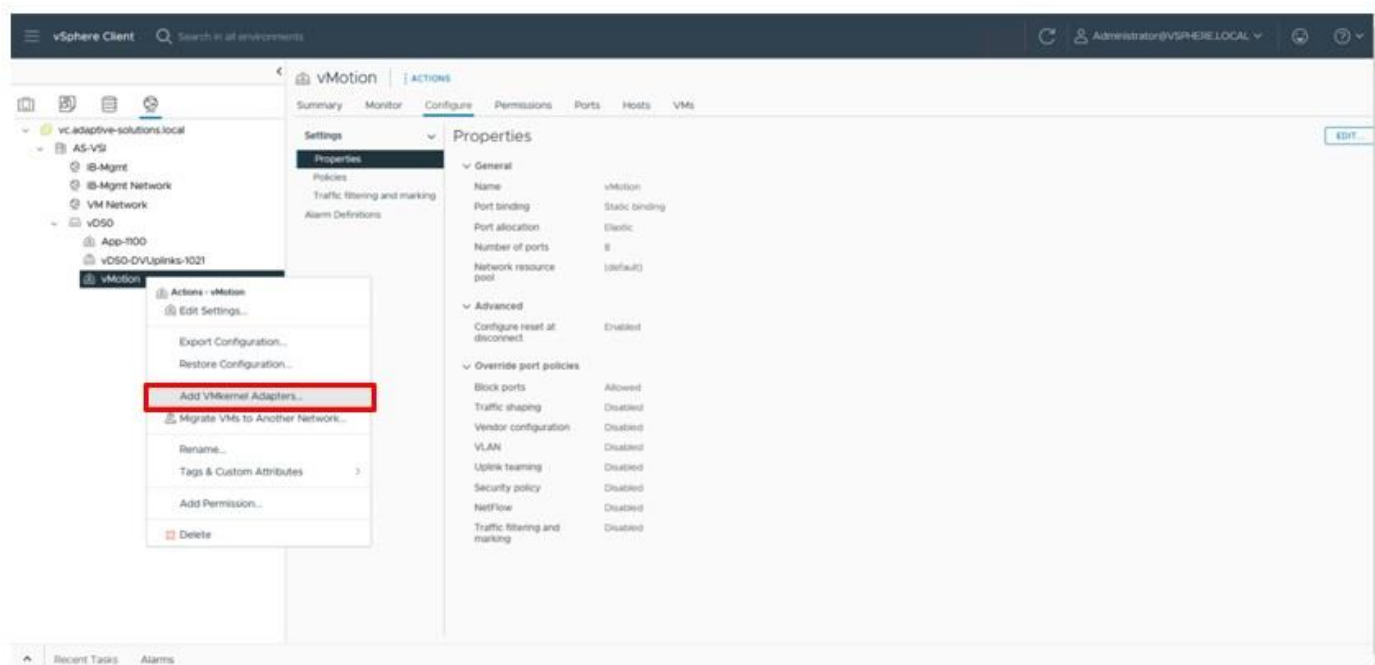 vSphere Client
Search in all environments
Administrator@VSPHERE.LOCAL
vMotion
ACTIONS
Summary Monitor Configure Permissions Ports Hosts VMs
vc.adaptive-solutions.local
AS-VSI
IB-Mgmt
IB-Mgmt Network
VM Network
vDS0
App-1100
vDS0-DVUplinks-1021
vMotion
Actions - vMotion
Edit Settings...
Export Configuration...
Restore Configuration...
Add VMkernel Adapters...
Migrate VMs to Another Network...
Rename...
Tags & Custom Attributes
Add Permission...
Delete
Settings
Properties
Policies
Traffic filtering and marking
Alarm Definitions
Properties
EDIT...
General
Name vMotion
Port binding Static binding
Port allocation Elastic
Number of ports 8
Network resource (default)
pool
Advanced
Configure reset at Enabled
disconnect
Override port policies
Block ports Allowed
Traffic shaping Disabled
Vendor configuration Disabled
VLAN Disabled
Uplink teaming Disabled
Security policy Disabled
NetFlow Disabled
Traffic filtering and Disabled
marking
Recent Tasks Alarms